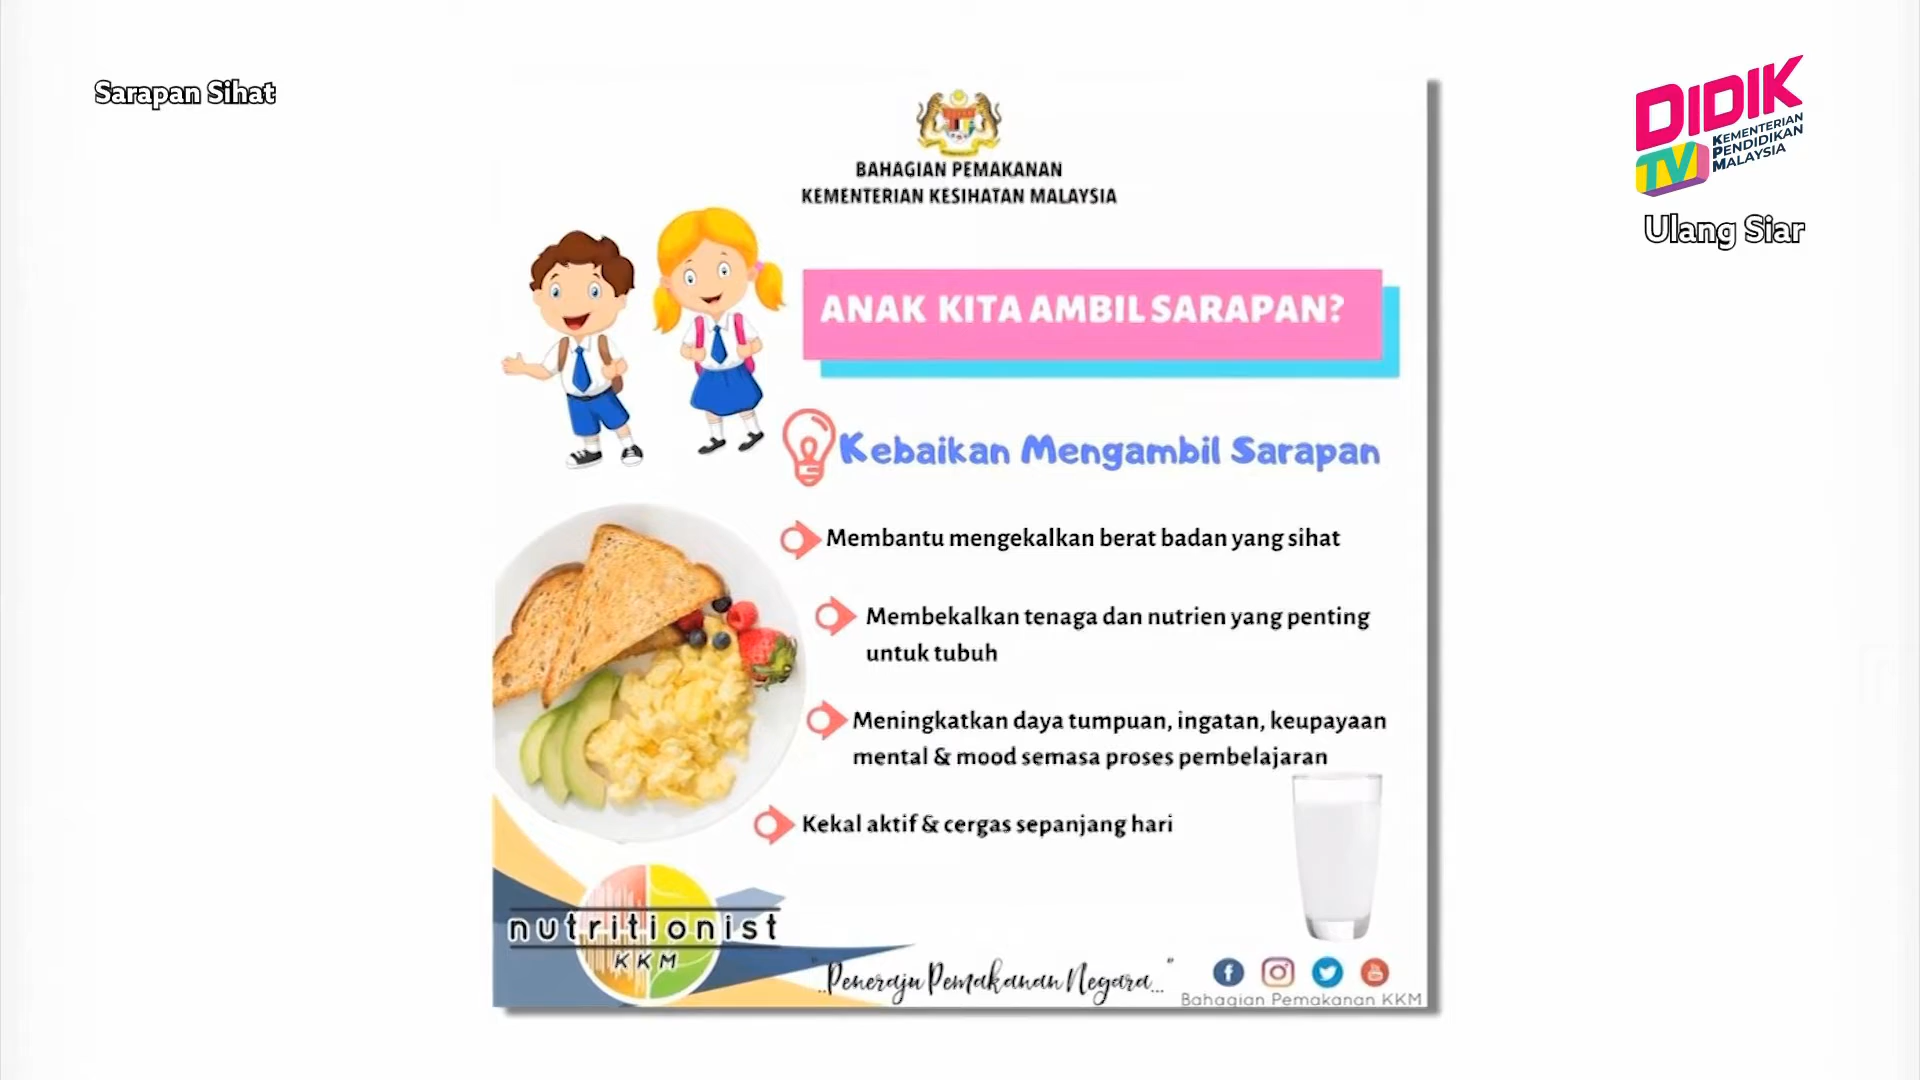 Sarapan Sihat
DIDIK
TV
KEMENTERIAN
PENDIDIKAN
MALAYSIA
Ulang Siar
BAHAGIAN PEMAKANAN
KEMENTERIAN KESIHATAN MALAYSIA
ANAK KITA AMBIL SARAPAN?
Kebaikan Mengambil Sarapan
Membantu mengekalkan berat badan yang sihat
Membekalkan tenaga dan nutrien yang penting
untuk tubuh
Meningkatkan daya tumpuan, ingatan, keupayaan
mental & mood semasa proses pembelajaran
Kekal aktif & cergas sepanjang hari
nutritionist
KKM
"..Peneraju Pemakanan Negara..."
Bahagian Pemakanan KKM